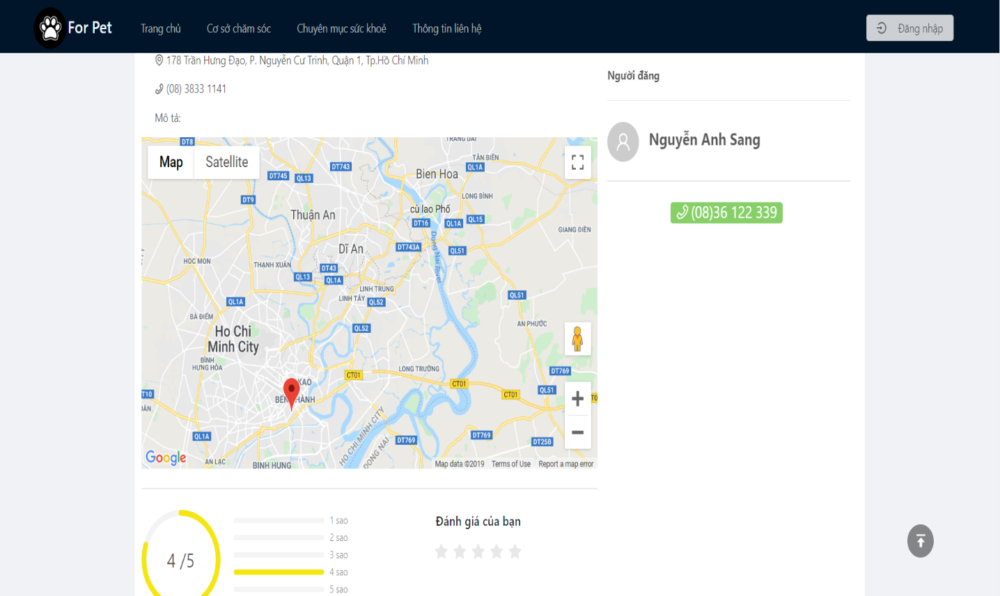 For Pet
Trang chủ
Cơ sở chăm sóc
Chuyên mục sức khoẻ
Thông tin liên hệ
Đăng nhập
178 Trần Hưng Đạo, P. Nguyễn Cư Trinh, Quận 1, Tp.Hồ Chí Minh
(08) 3833 1141
Mô tả:
Người đăng
Nguyễn Anh Sang
(08)36 122 339
Map
Satellite
DT8
TRANG DAI
TÂN BIÊN
DT743
QL1A
DT745
QL13
Bien Hoa
LONG BÌNH
DT9
cù lao Phố
Thuận An
DT16
QL1A
QL15
GIANG ĐIỀN
Dong Nai River
Dĩ An
DT743A
QL51
HOC MON
THẠNH XUÂN
DT43
QL13
QL1A
LINH TRUNG
LINH TÂY
QL52
QL51
QL1A
BÀ ĐIỂM
AN PHƯỚC
Ho Chi
Minh City
QL52
BÌNH
HƯNG HÒA
LONG TRƯỜNG
DT769
CT01
KAO
CT01
QL51
BẾN THÀNH
CT01
T10
HO CHI MINH CITY
DONG NAI
QL1A
DT769
DT769
DT25B
Google
AN LẠC
BINH HUNG
Map data ©2019
Terms of Use
Report a map error
4 /5
1 sao
2 sao
3 sao
4 sao
5 sao
Đánh giá của bạn